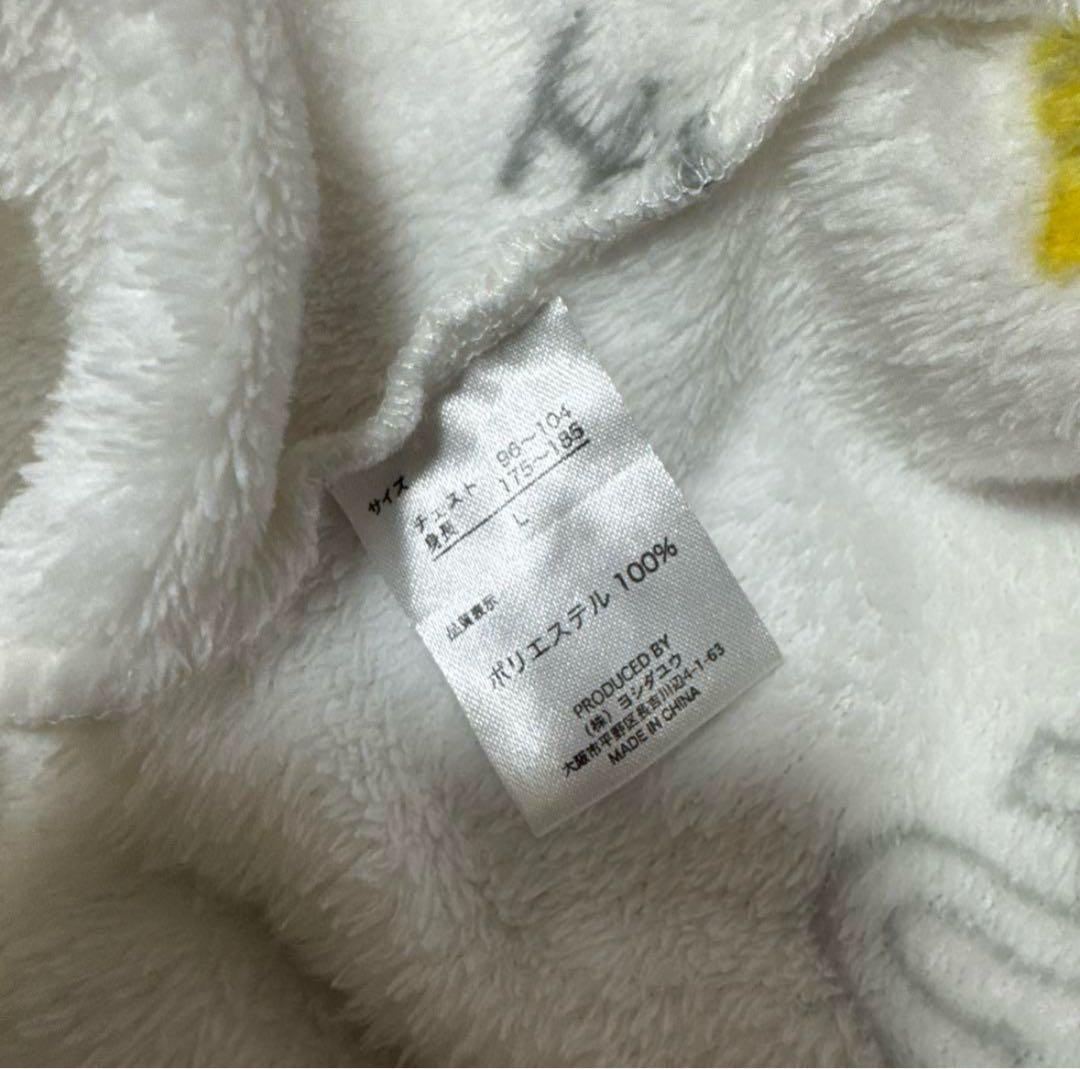 サイズ
チェスト 96～104
身長 175～185
L
品質表示
ポリエステル 100%
PRODUCED BY
(株) ヨシダユウ
大阪市平野区長吉川辺4-1-63
MADE IN CHINA